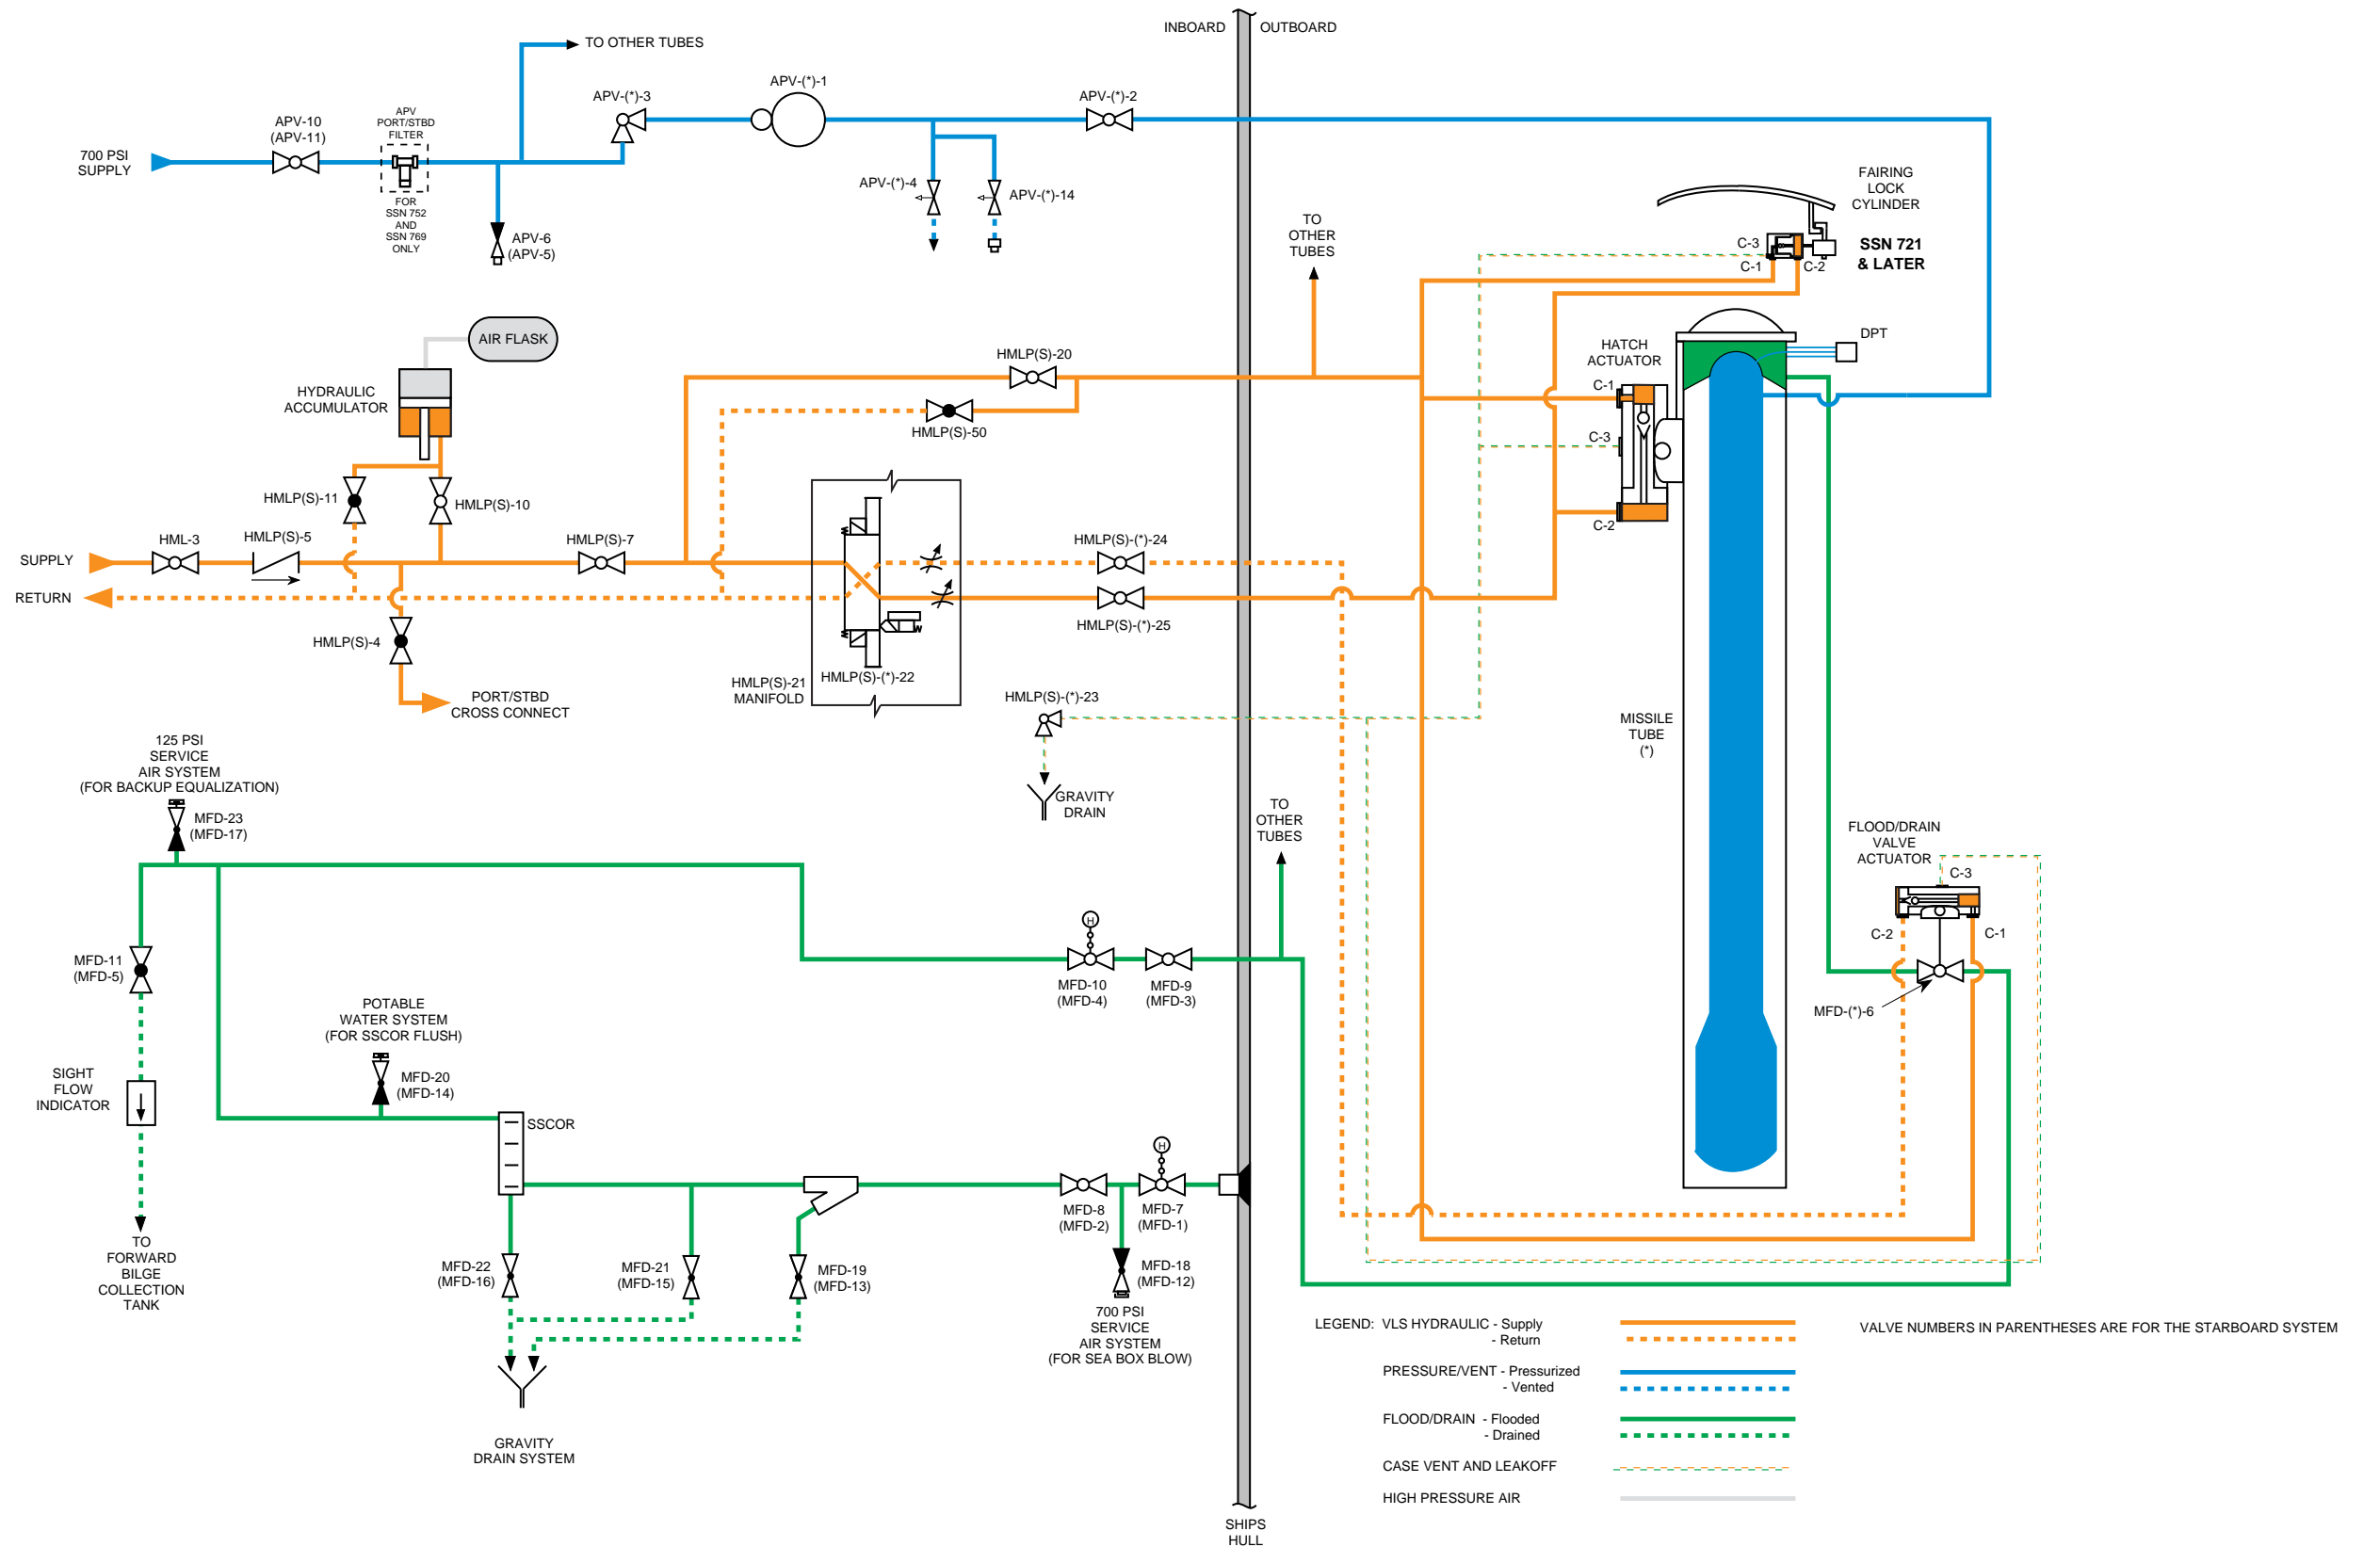 INBOARD
OUTBOARD
TO OTHER TUBES
APV-(*)-3
APV-(*)-1
APV-(*)-2
APV-10
(APV-11)
APV
PORT/STBD
FILTER
700 PSI
SUPPLY
FOR
SSN 752
AND
SSN 769
ONLY
APV-6
(APV-5)
APV-(*)-4
APV-(*)-14
FAIRING
LOCK
CYLINDER
TO
OTHER
TUBES
C-3
C-1
C-2
SSN 721
& LATER
AIR FLASK
HYDRAULIC
ACCUMULATOR
HMLP(S)-20
HMLP(S)-50
HATCH
ACTUATOR
DPT
C-1
C-3
C-2
HMLP(S)-11
HMLP(S)-10
HML-3
HMLP(S)-5
HMLP(S)-7
HMLP(S)-(*)-24
SUPPLY
RETURN
HMLP(S)-(*)-25
HMLP(S)-4
HMLP(S)-21
MANIFOLD
HMLP(S)-(*)-22
HMLP(S)-(*)-23
PORT/STBD
CROSS CONNECT
MISSILE
TUBE
(*)
125 PSI
SERVICE
AIR SYSTEM
(FOR BACKUP EQUALIZATION)
MFD-23
(MFD-17)
GRAVITY
DRAIN
TO
OTHER
TUBES
FLOOD/DRAIN
VALVE
ACTUATOR
C-3
C-2
C-1
H
MFD-11
(MFD-5)
MFD-10
(MFD-4)
MFD-9
(MFD-3)
MFD-(*)-6
POTABLE
WATER SYSTEM
(FOR SSCOR FLUSH)
MFD-20
(MFD-14)
SIGHT
FLOW
INDICATOR
SSCOR
H
MFD-8
(MFD-2)
MFD-7
(MFD-1)
TO
FORWARD
BILGE
COLLECTION
TANK
MFD-22
(MFD-16)
MFD-21
(MFD-15)
MFD-19
(MFD-13)
MFD-18
(MFD-12)
700 PSI
SERVICE
AIR SYSTEM
(FOR SEA BOX BLOW)
GRAVITY
DRAIN SYSTEM
LEGEND: VLS HYDRAULIC - Supply
- Return
PRESSURE/VENT - Pressurized
- Vented
FLOOD/DRAIN - Flooded
- Drained
CASE VENT AND LEAKOFF
HIGH PRESSURE AIR
VALVE NUMBERS IN PARENTHESES ARE FOR THE STARBOARD SYSTEM
SHIPS
HULL